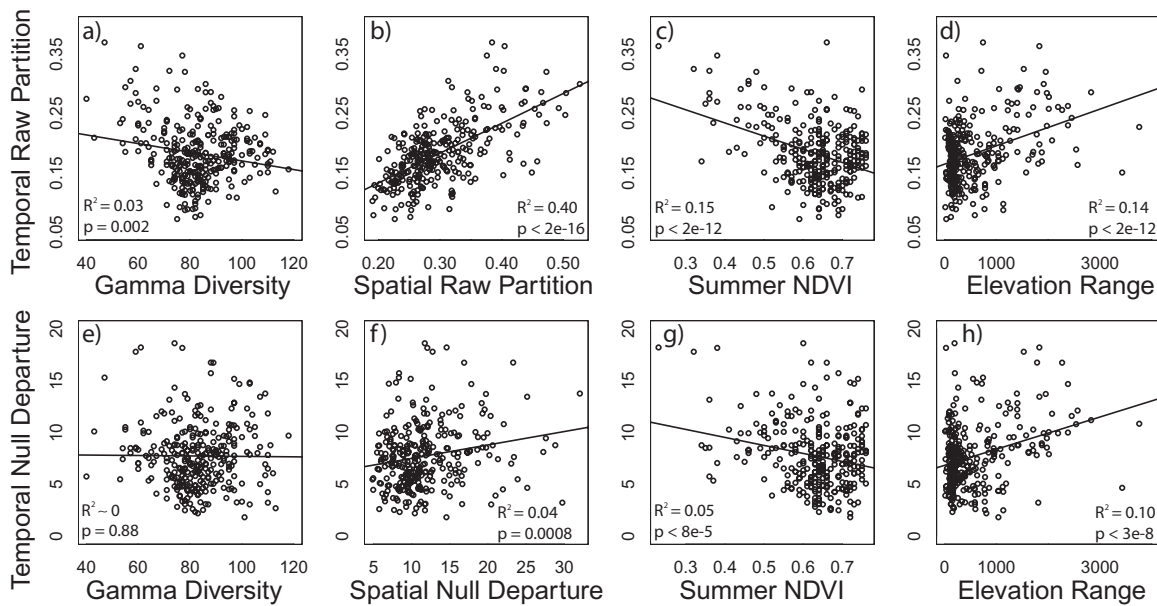 Temporal Raw Partition
0.05 0.15 0.25 0.35
a)
R² = 0.03
p = 0.002
40 60 80 100 120
Gamma Diversity
0.05 0.15 0.25 0.35
b)
R² = 0.40
p < 2e-16
0.20 0.30 0.40 0.50
Spatial Raw Partition
0.05 0.15 0.25 0.35
c)
R² = 0.15
p < 2e-12
0.3 0.4 0.5 0.6 0.7
Summer NDVI
0.05 0.15 0.25 0.35
d)
R² = 0.14
p < 2e-12
0 1000 3000
Elevation Range
Temporal Null Departure
0 5 10 15 20
e)
R² ~ 0
p = 0.88
40 60 80 100 120
Gamma Diversity
0 5 10 15 20
f)
R² = 0.04
p = 0.0008
5 10 15 20 25 30
Spatial Null Departure
0 5 10 15 20
g)
R² = 0.05
p < 8e-5
0.3 0.4 0.5 0.6 0.7
Summer NDVI
0 5 10 15 20
h)
R² = 0.10
p < 3e-8
0 1000 3000
Elevation Range